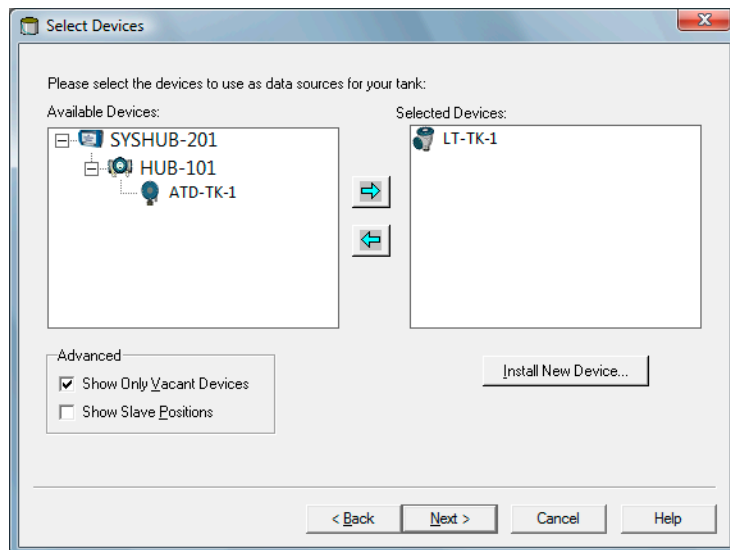 Select Devices
Please select the devices to use as data sources for your tank:
Available Devices:
Selected Devices:
SYSHUB-201
HUB-101
ATD-TK-1
LT-TK-1
Advanced
Show Only Vacant Devices
Show Slave Positions
Install New Device...
< Back
Next >
Cancel
Help